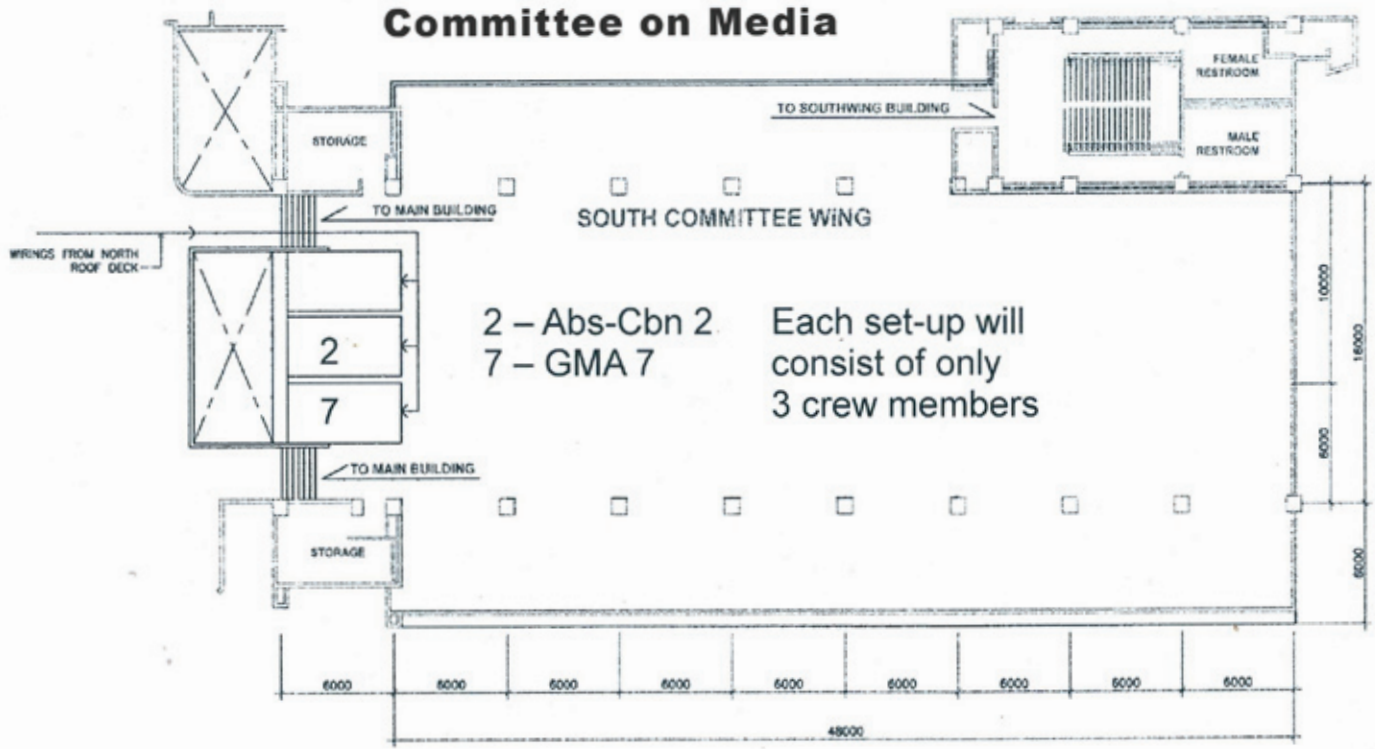 Committee on Media
FEMALE
RESTROOM
TO SOUTHWING BUILDING
STORAGE
MALE
RESTROOM
TO MAIN BUILDING
SOUTH COMMITTEE WING
WIRINGS FROM NORTH
ROOF DECK
2 – Abs-Cbn 2
7 – GMA 7
Each set-up will
consist of only
3 crew members
2
7
10000
16000
6000
TO MAIN BUILDING
STORAGE
6000
6000
6000
6000
6000
6000
6000
6000
6000
6000
48000